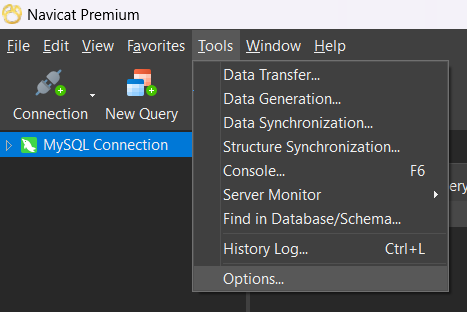 Navicat Premium
File Edit View Favorites Tools Window Help
Connection New Query
MySQL Connection
Data Transfer...
Data Generation...
Data Synchronization...
Structure Synchronization...
Console... F6
Server Monitor
Find in Database/Schema...
History Log... Ctrl+L
Options...
ery